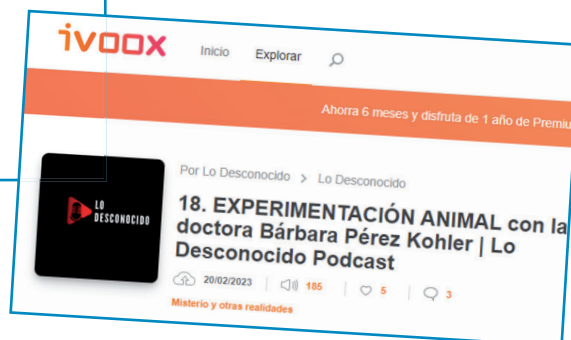 ivoox Inicio Explorar
Ahorra 6 meses y disfruta de 1 año de Premiu
Por Lo Desconocido > Lo Desconocido
LO
DESCONOCIDO
18. EXPERIMENTACIÓN ANIMAL con la
doctora Bárbara Pérez Kohler | Lo
Desconocido Podcast
20/02/2023 185 5 3
Misterio y otras realidades